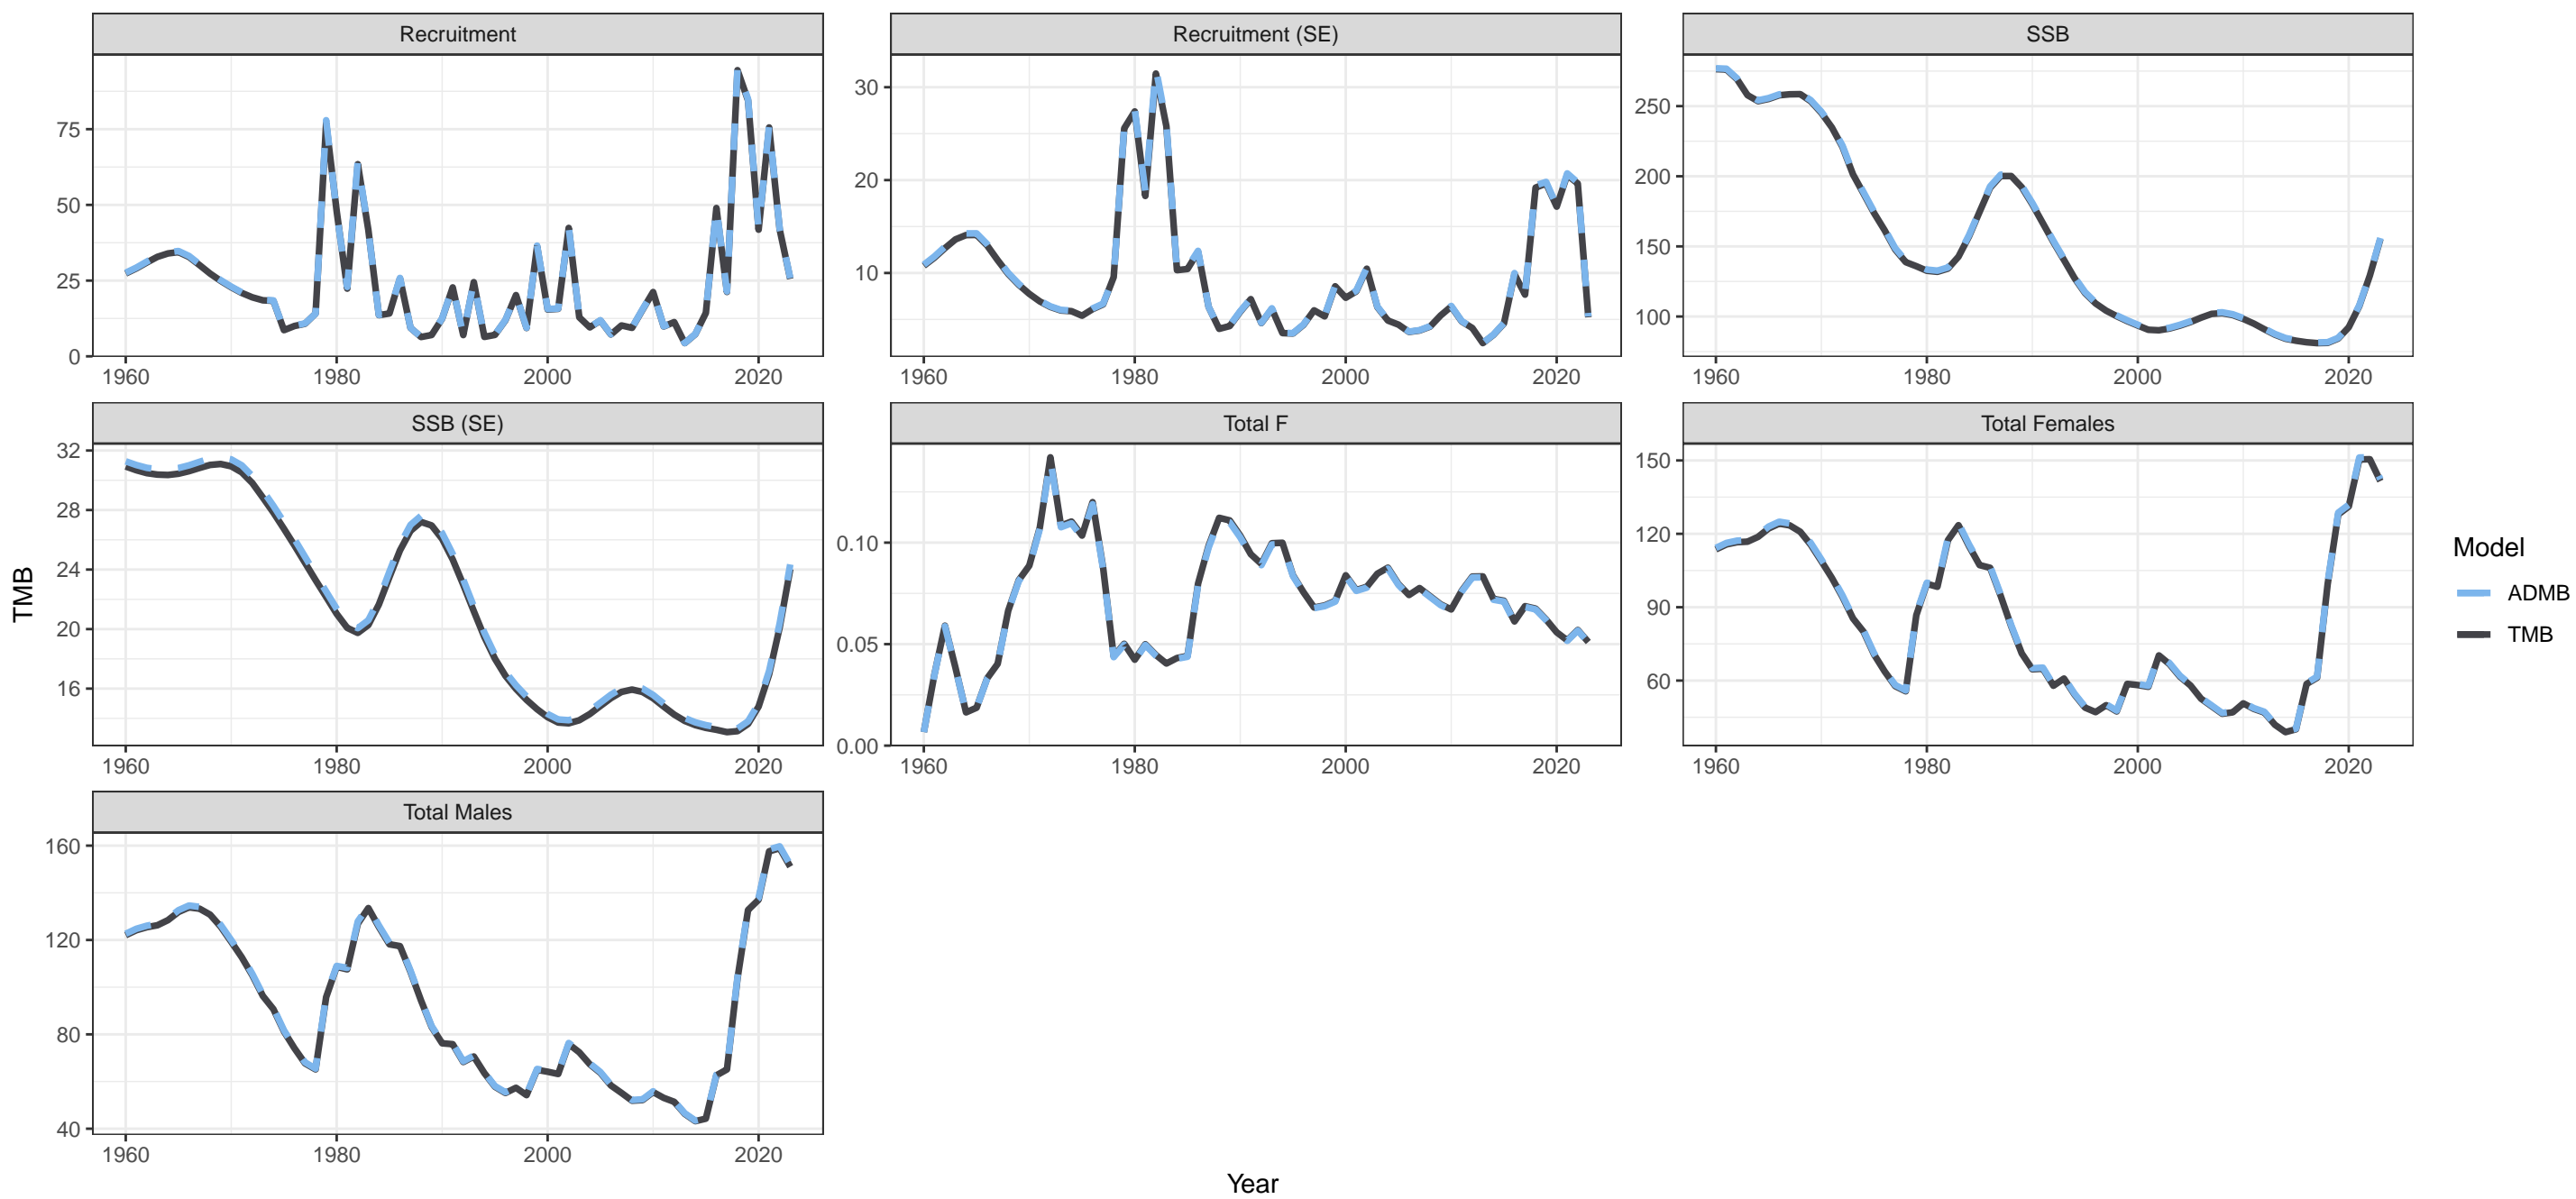 Recruitment
Recruitment (SE)
SSB
75
50
25
0
1960 1980 2000 2020
30
20
10
1960 1980 2000 2020
250
200
150
100
1960 1980 2000 2020
SSB (SE)
Total F
Total Females
32
28
24
20
16
1960 1980 2000 2020
0.10
0.05
0.00
1960 1980 2000 2020
150
120
90
60
1960 1980 2000 2020
Total Males
160
120
80
40
1960 1980 2000 2020
TMB
Year
Model
ADMB
TMB